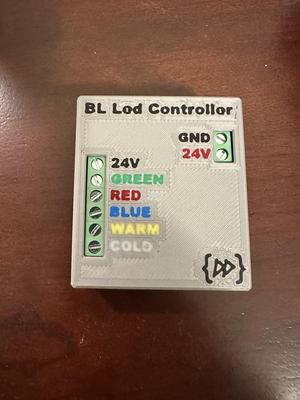 BL Led Controller
GND
24V
24V
GREEN
RED
BLUE
WARM
COLD